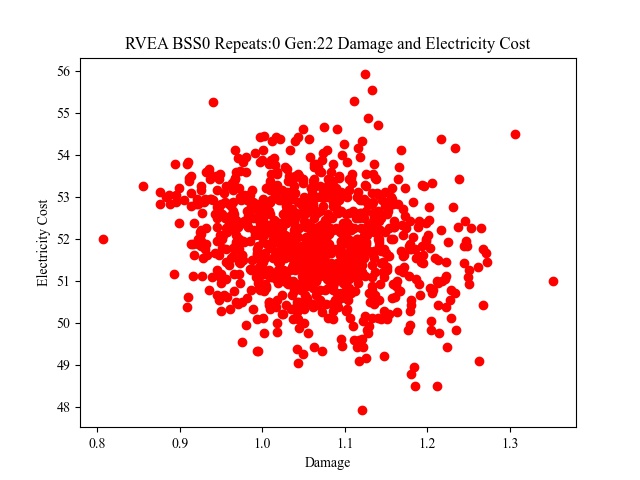 RVEA BSS0 Repeats:0 Gen:22 Damage and Electricity Cost
56
55
54
53
52
51
50
49
48
Electricity Cost
0.8 0.9 1.0 1.1 1.2 1.3
Damage